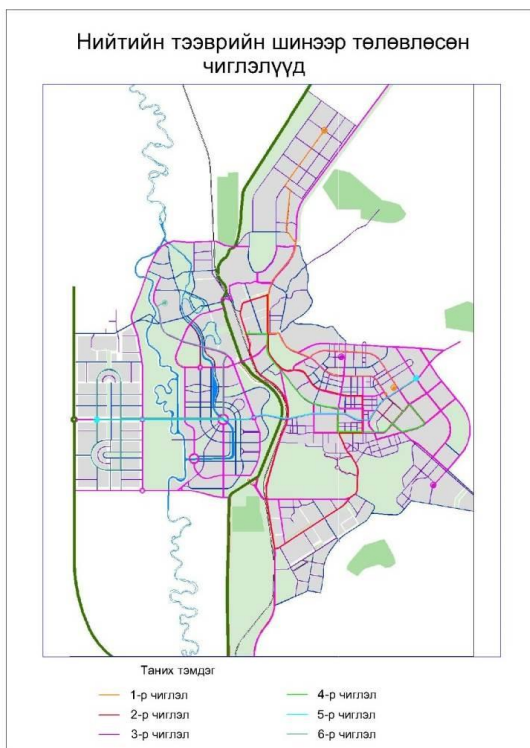 Нийтийн тээврийн шинээр төлөвлөсөн
чиглэлүүд
Таних тэмдэг
1-р чиглэл
4-р чиглэл
2-р чиглэл
5-р чиглэл
3-р чиглэл
6-р чиглэл